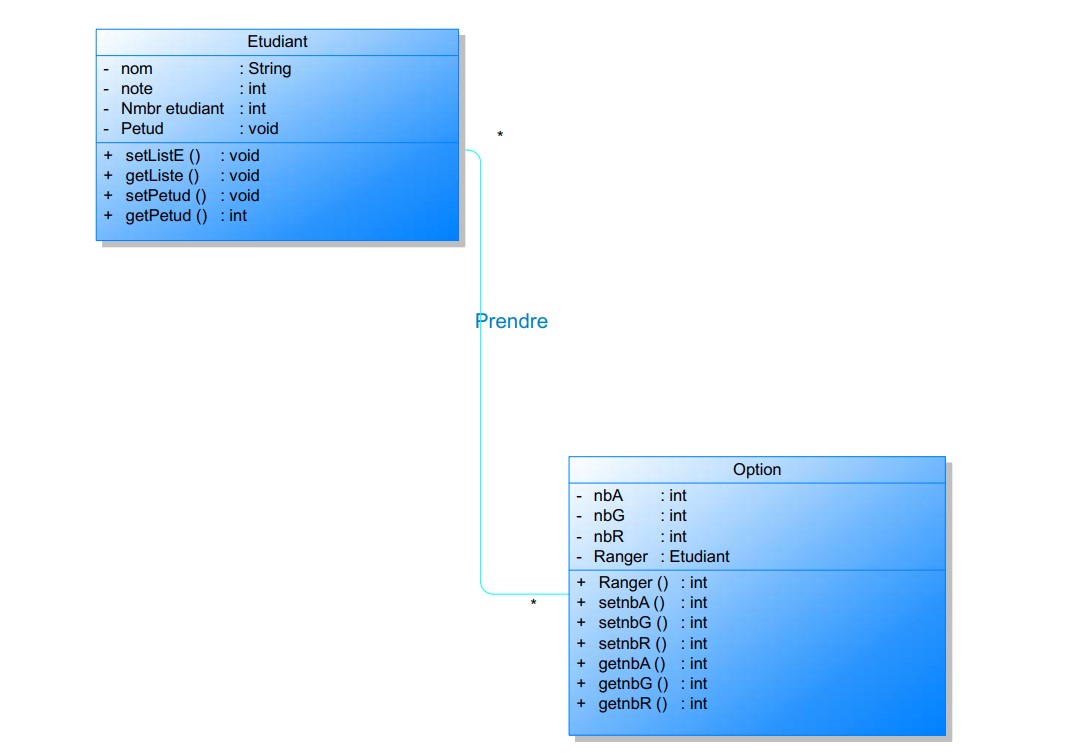 Etudiant
- nom : String
- note : int
- Nmbr etudiant : int
- Petud : void
+ setListE () : void
+ getListe () : void
+ setPetud () : void
+ getPetud () : int
*
Prendre
*
Option
- nbA : int
- nbG : int
- nbR : int
- Ranger : Etudiant
+ Ranger () : int
+ setnbA () : int
+ setnbG () : int
+ setnbR () : int
+ getnbA () : int
+ getnbG () : int
+ getnbR () : int